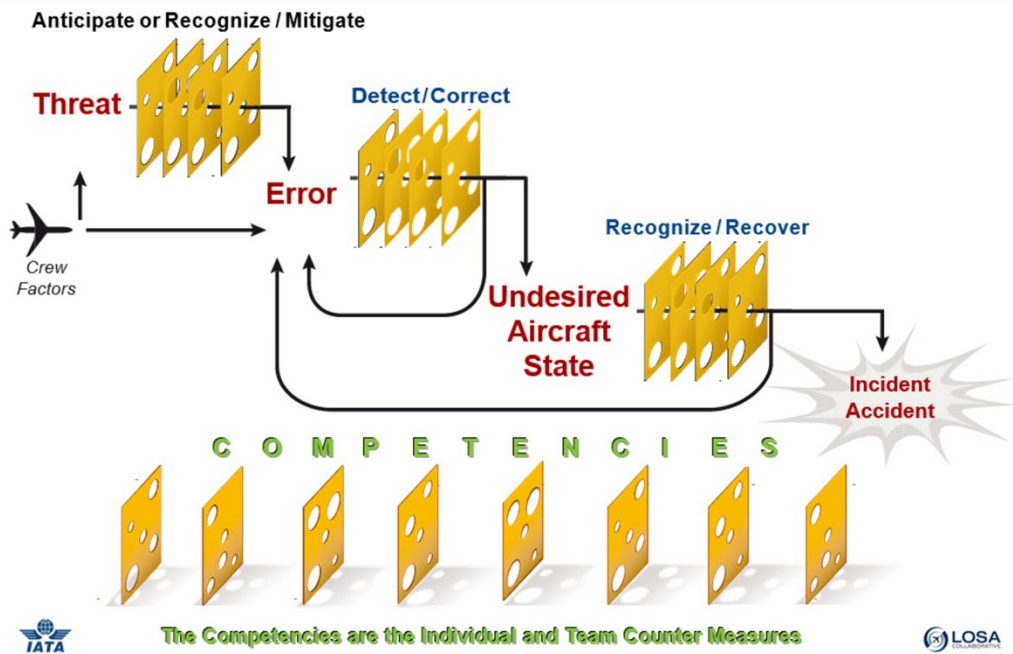 Anticipate or Recognize / Mitigate
Threat
Detect/Correct
Error
Crew
Factors
Recognize / Recover
Undesired
Aircraft
State
Incident
Accident
C O M P E T E N C I E S
The Competencies are the Individual and Team Counter Measures
IATA
LOSA
COLLABORATIVE